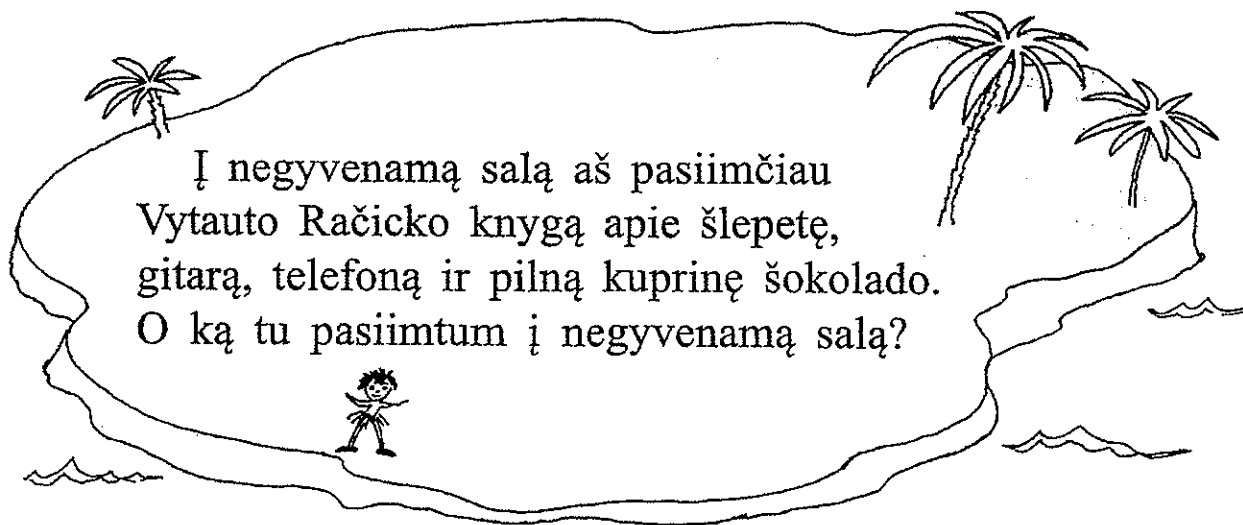 Į negyvenamą salą aš pasiimčiau
Vytauto Račicko knygą apie šlepetę,
gitarą, telefoną ir pilną kuprinę šokolado.
O ką tu pasiimtum į negyvenamą salą?